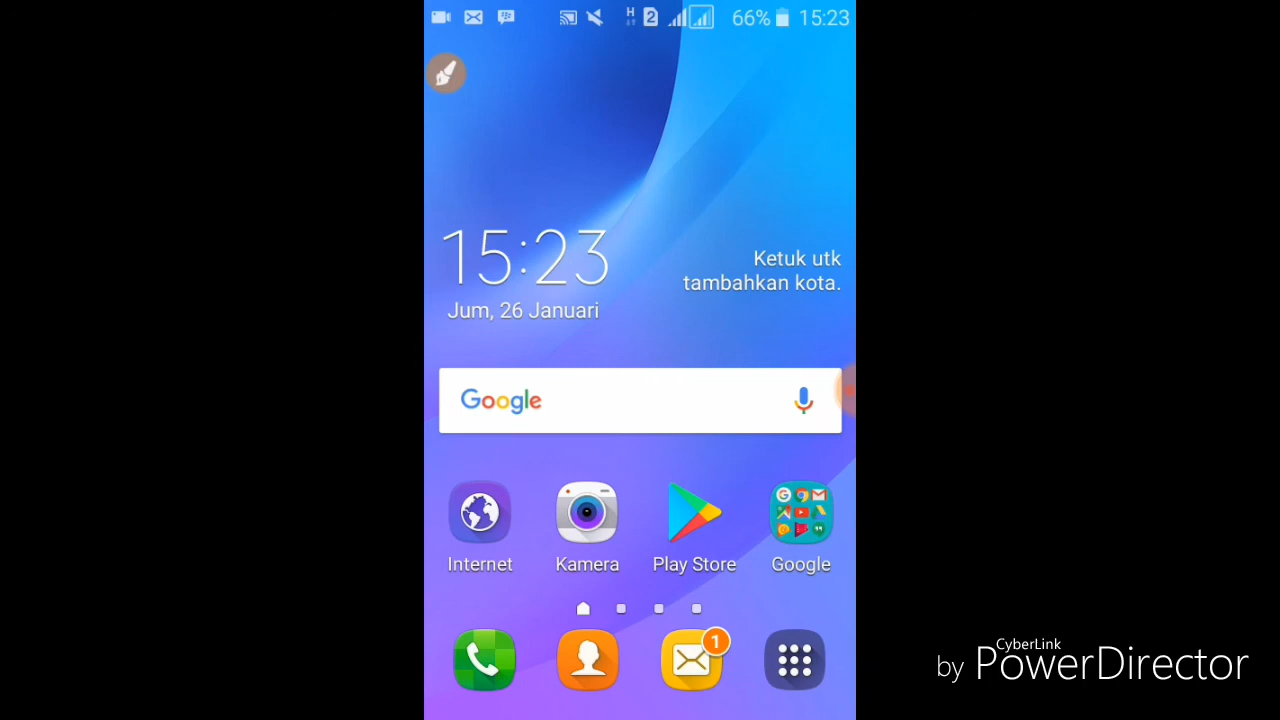 H 2 66% 15:23
15:23
Jum, 26 Januari
Ketuk utk
tambahkan kota.
Google
Internet Kamera Play Store Google
1
CyberLink
by PowerDirector